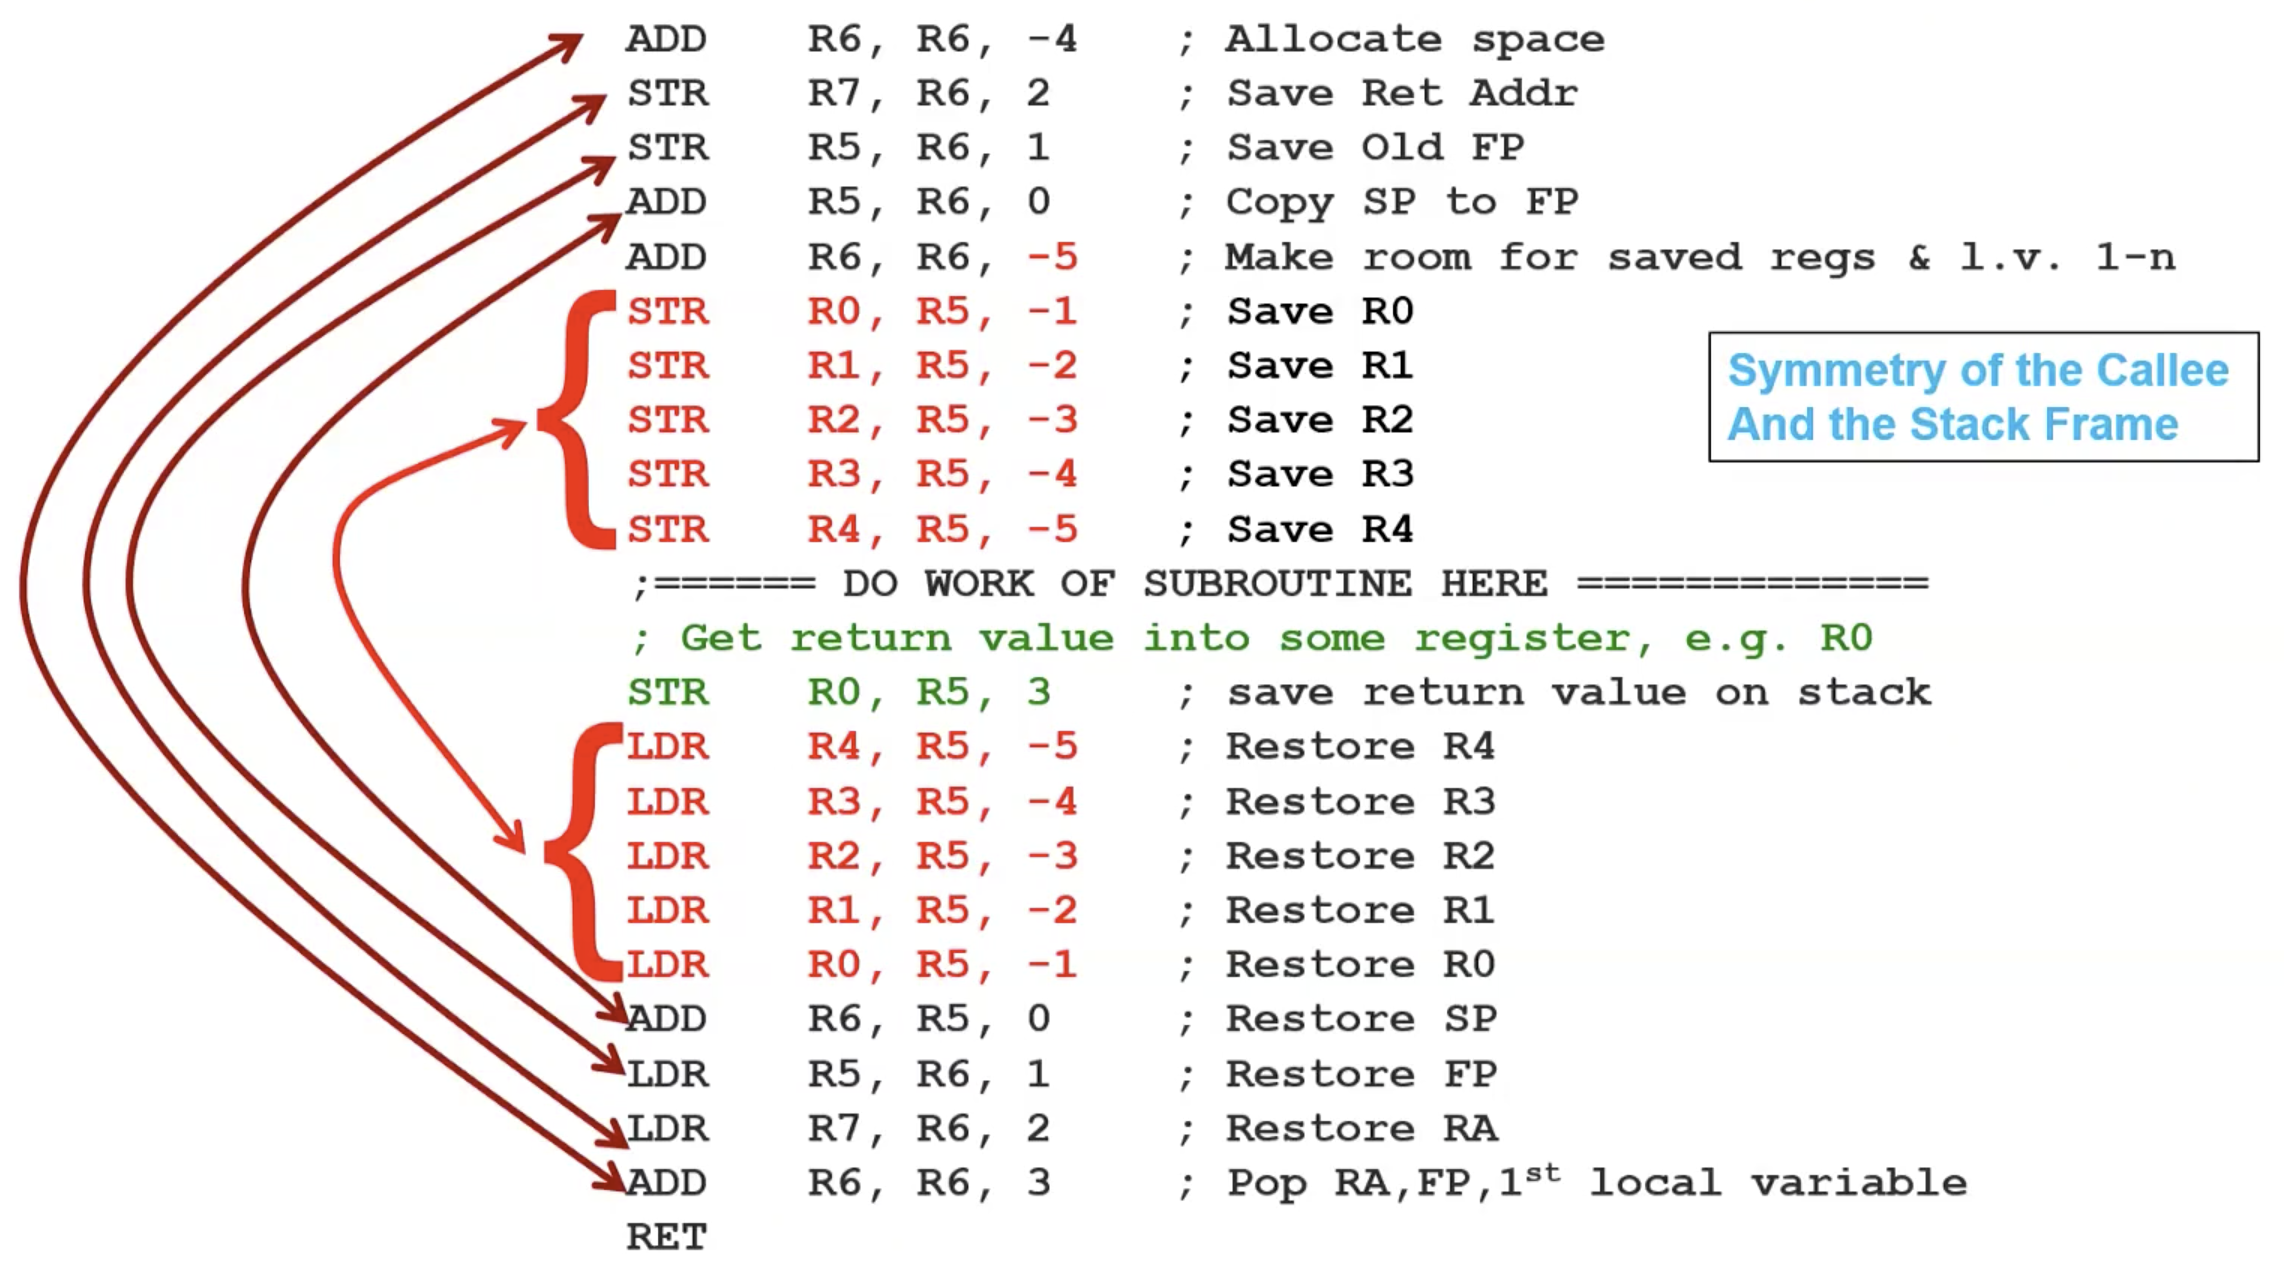 ADD R6, R6, -4 ; Allocate space
STR R7, R6, 2 ; Save Ret Addr
STR R5, R6, 1 ; Save Old FP
ADD R5, R6, 0 ; Copy SP to FP
ADD R6, R6, -5 ; Make room for saved regs & l.v. 1-n
STR R0, R5, -1 ; Save R0
STR R1, R5, -2 ; Save R1
STR R2, R5, -3 ; Save R2
STR R3, R5, -4 ; Save R3
STR R4, R5, -5 ; Save R4
;====== DO WORK OF SUBROUTINE HERE =============
; Get return value into some register, e.g. R0
STR R0, R5, 3 ; save return value on stack
LDR R4, R5, -5 ; Restore R4
LDR R3, R5, -4 ; Restore R3
LDR R2, R5, -3 ; Restore R2
LDR R1, R5, -2 ; Restore R1
LDR R0, R5, -1 ; Restore R0
ADD R6, R5, 0 ; Restore SP
LDR R5, R6, 1 ; Restore FP
LDR R7, R6, 2 ; Restore RA
ADD R6, R6, 3 ; Pop RA,FP,1st local variable
RET
Symmetry of the Callee
And the Stack Frame